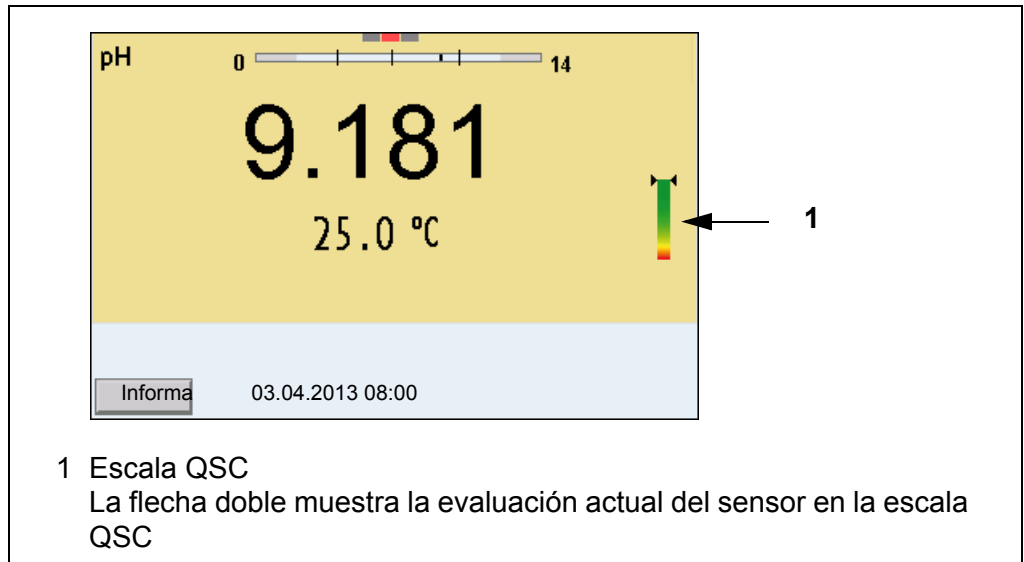 pH
0 14
9.181
25.0 °C
1
Informa
03.04.2013 08:00
1 Escala QSC
La flecha doble muestra la evaluación actual del sensor en la escala
QSC